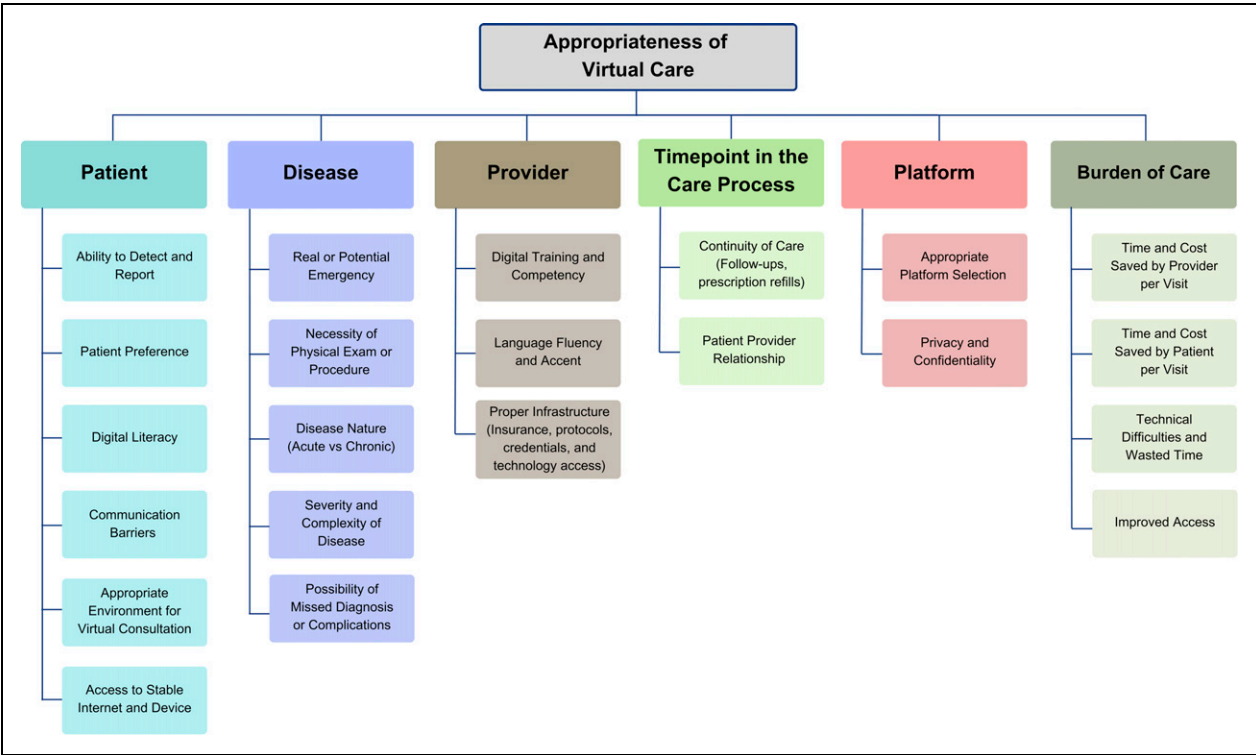 Appropriateness of
Virtual Care
Patient
Ability to Detect and
Report
Patient Preference
Digital Literacy
Communication
Barriers
Appropriate
Environment for
Virtual Consultation
Access to Stable
Internet and Device
Disease
Real or Potential
Emergency
Necessity of
Physical Exam or
Procedure
Disease Nature
(Acute vs Chronic)
Severity and
Complexity of
Disease
Possibility of
Missed Diagnosis
or Complications
Provider
Digital Training and
Competency
Language Fluency
and Accent
Proper Infrastructure
(Insurance, protocols,
credentials, and
technology access)
Timepoint in the
Care Process
Continuity of Care
(Follow-ups,
prescription refills)
Patient Provider
Relationship
Platform
Appropriate
Platform Selection
Privacy and
Confidentiality
Burden of Care
Time and Cost
Saved by Provider
per Visit
Time and Cost
Saved by Patient
per Visit
Technical
Difficulties and
Wasted Time
Improved Access